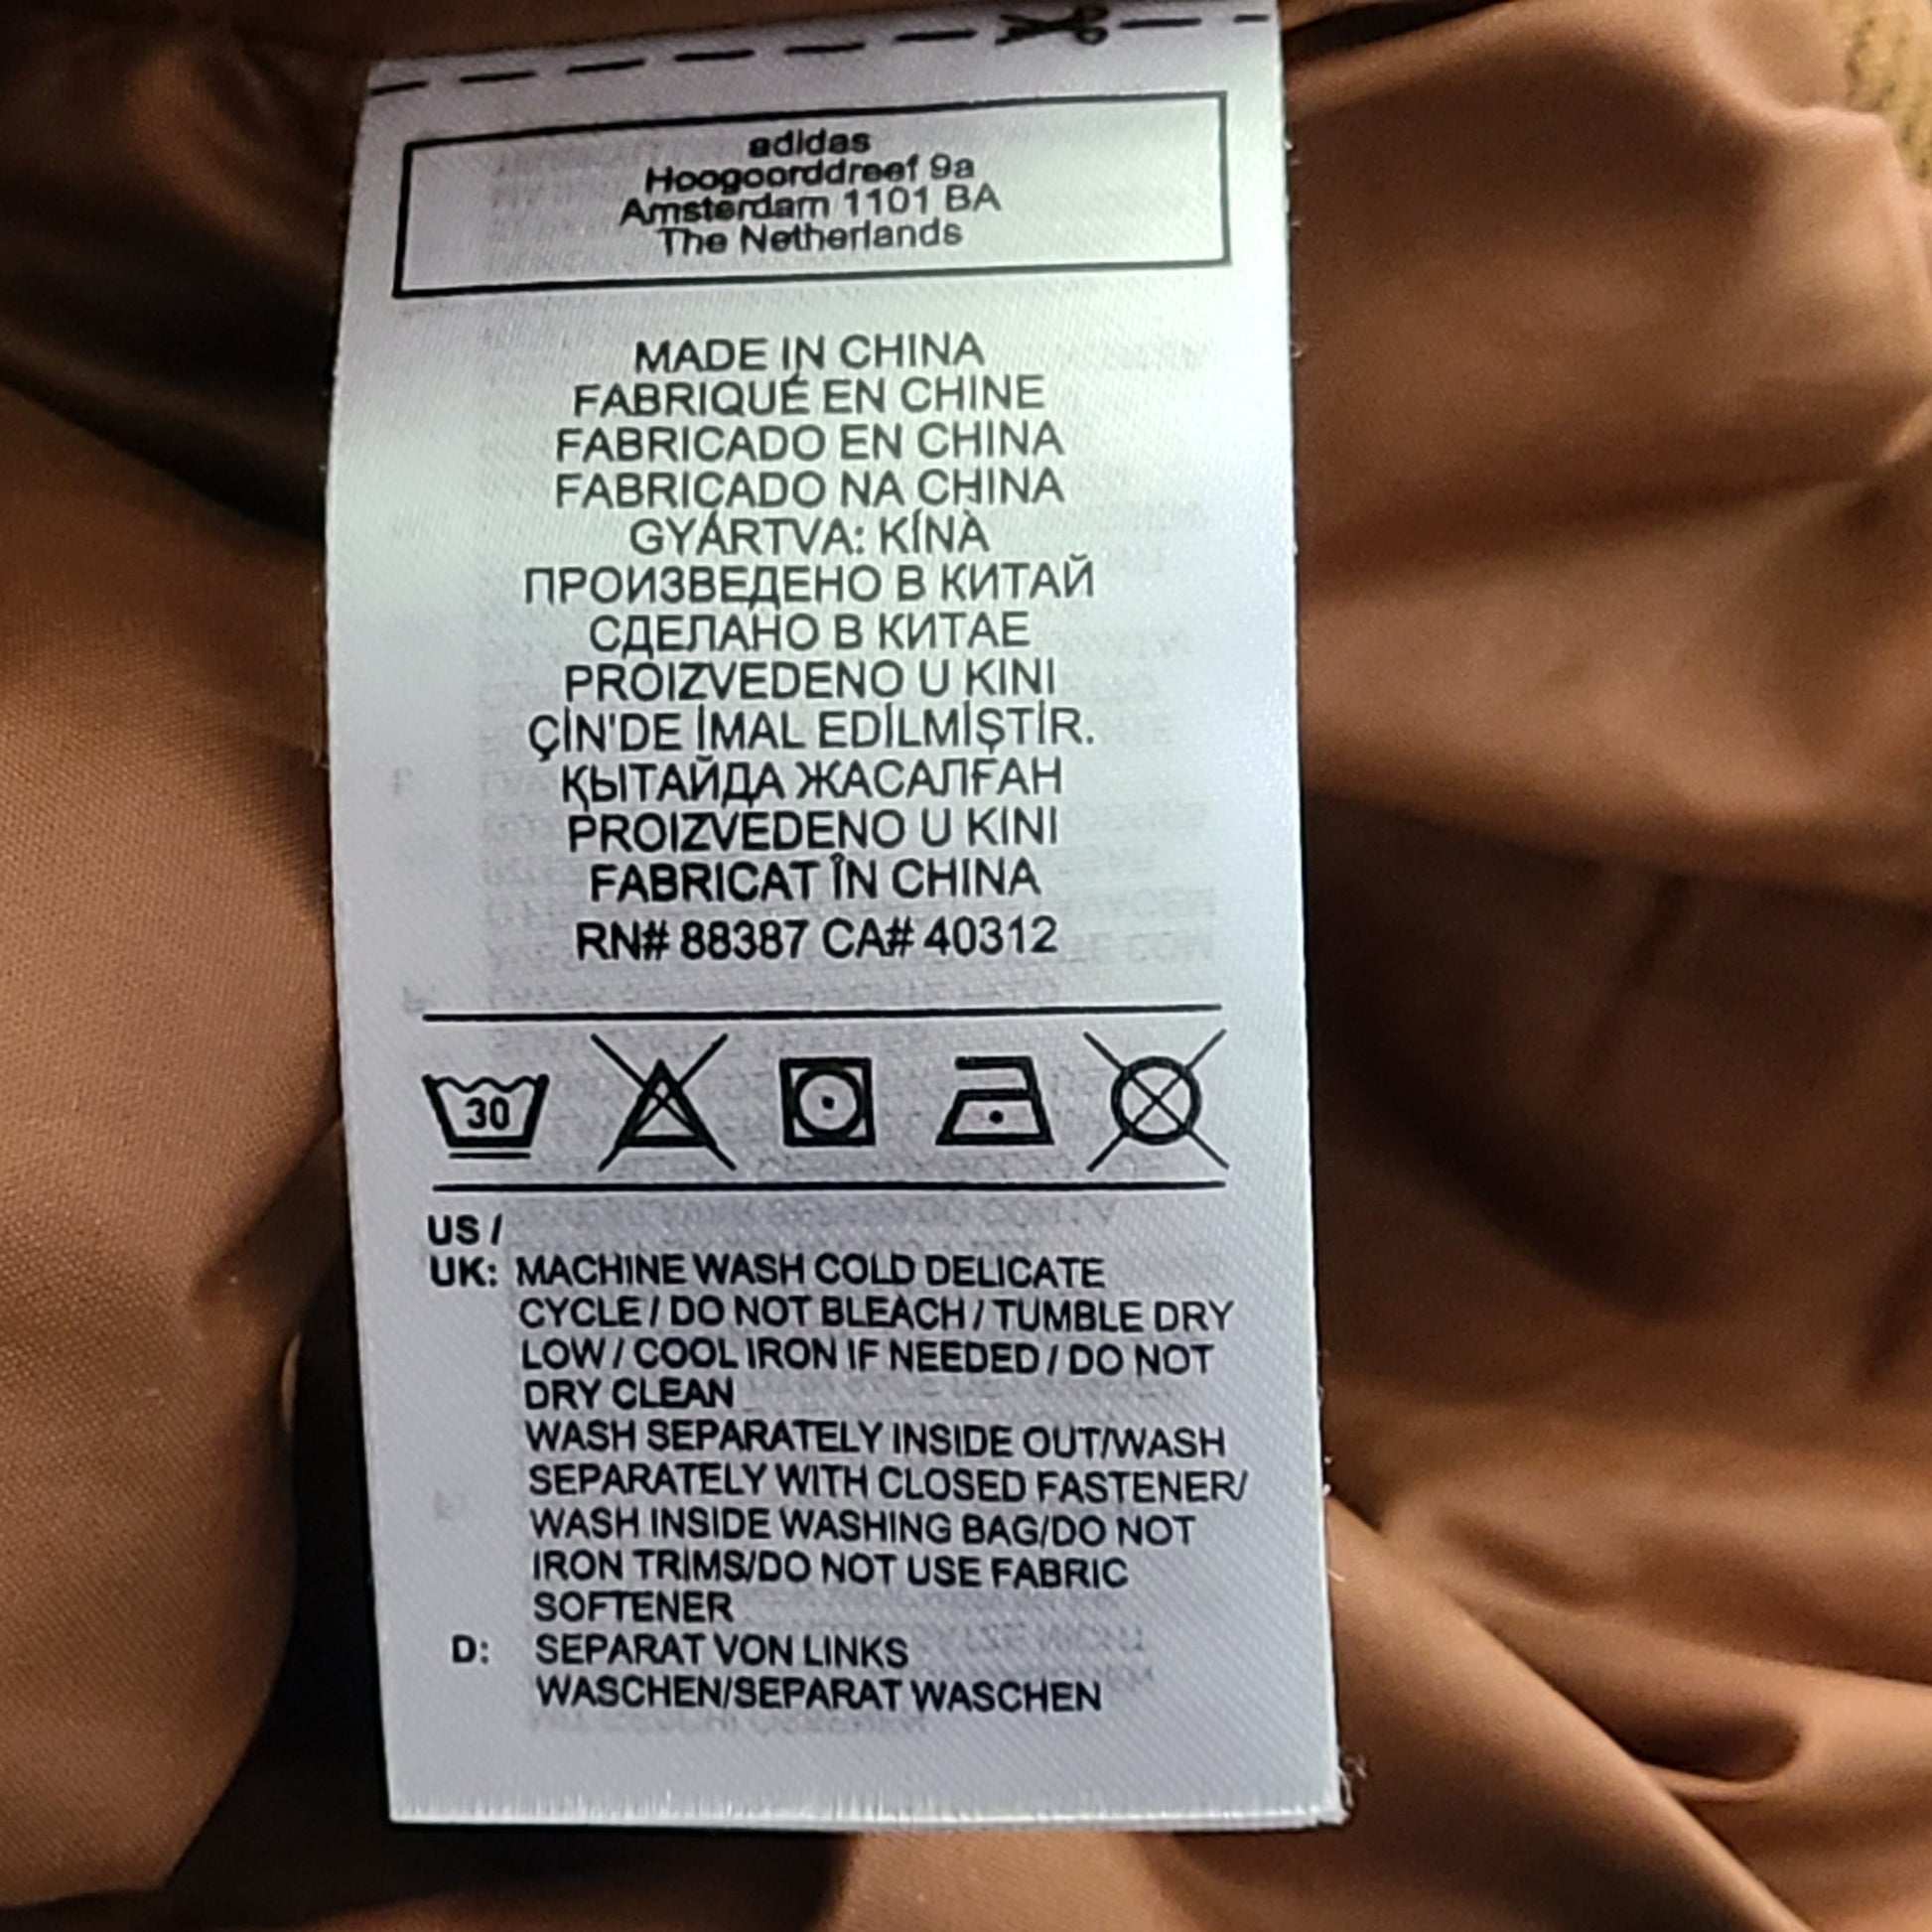 adidas
Hoogoorddreef 9a
Amsterdam 1101 BA
The Netherlands
MADE IN CHINA
FABRIQUÉ EN CHINE
FABRICADO EN CHINA
FABRICADO NA CHINA
GYÁRTVA: KÍNÀ
ПРОИЗВЕДЕНО В КИТАЙ
СДЕЛАНО В КИТАЕ
PROIZVEDENO U KINI
ÇİN'DE İMAL EDİLMİŞTİR.
ҚЫТАЙДА ЖАСАЛҒАН
PROIZVEDENO U KINI
FABRICAT ÎN CHINA
RN# 88387 CA# 40312
30
US /
UK: MACHINE WASH COLD DELICATE
CYCLE / DO NOT BLEACH / TUMBLE DRY
LOW / COOL IRON IF NEEDED / DO NOT
DRY CLEAN
WASH SEPARATELY INSIDE OUT/WASH
SEPARATELY WITH CLOSED FASTENER/
WASH INSIDE WASHING BAG/DO NOT
IRON TRIMS/DO NOT USE FABRIC
SOFTENER
D: SEPARAT VON LINKS
WASCHEN/SEPARAT WASCHEN